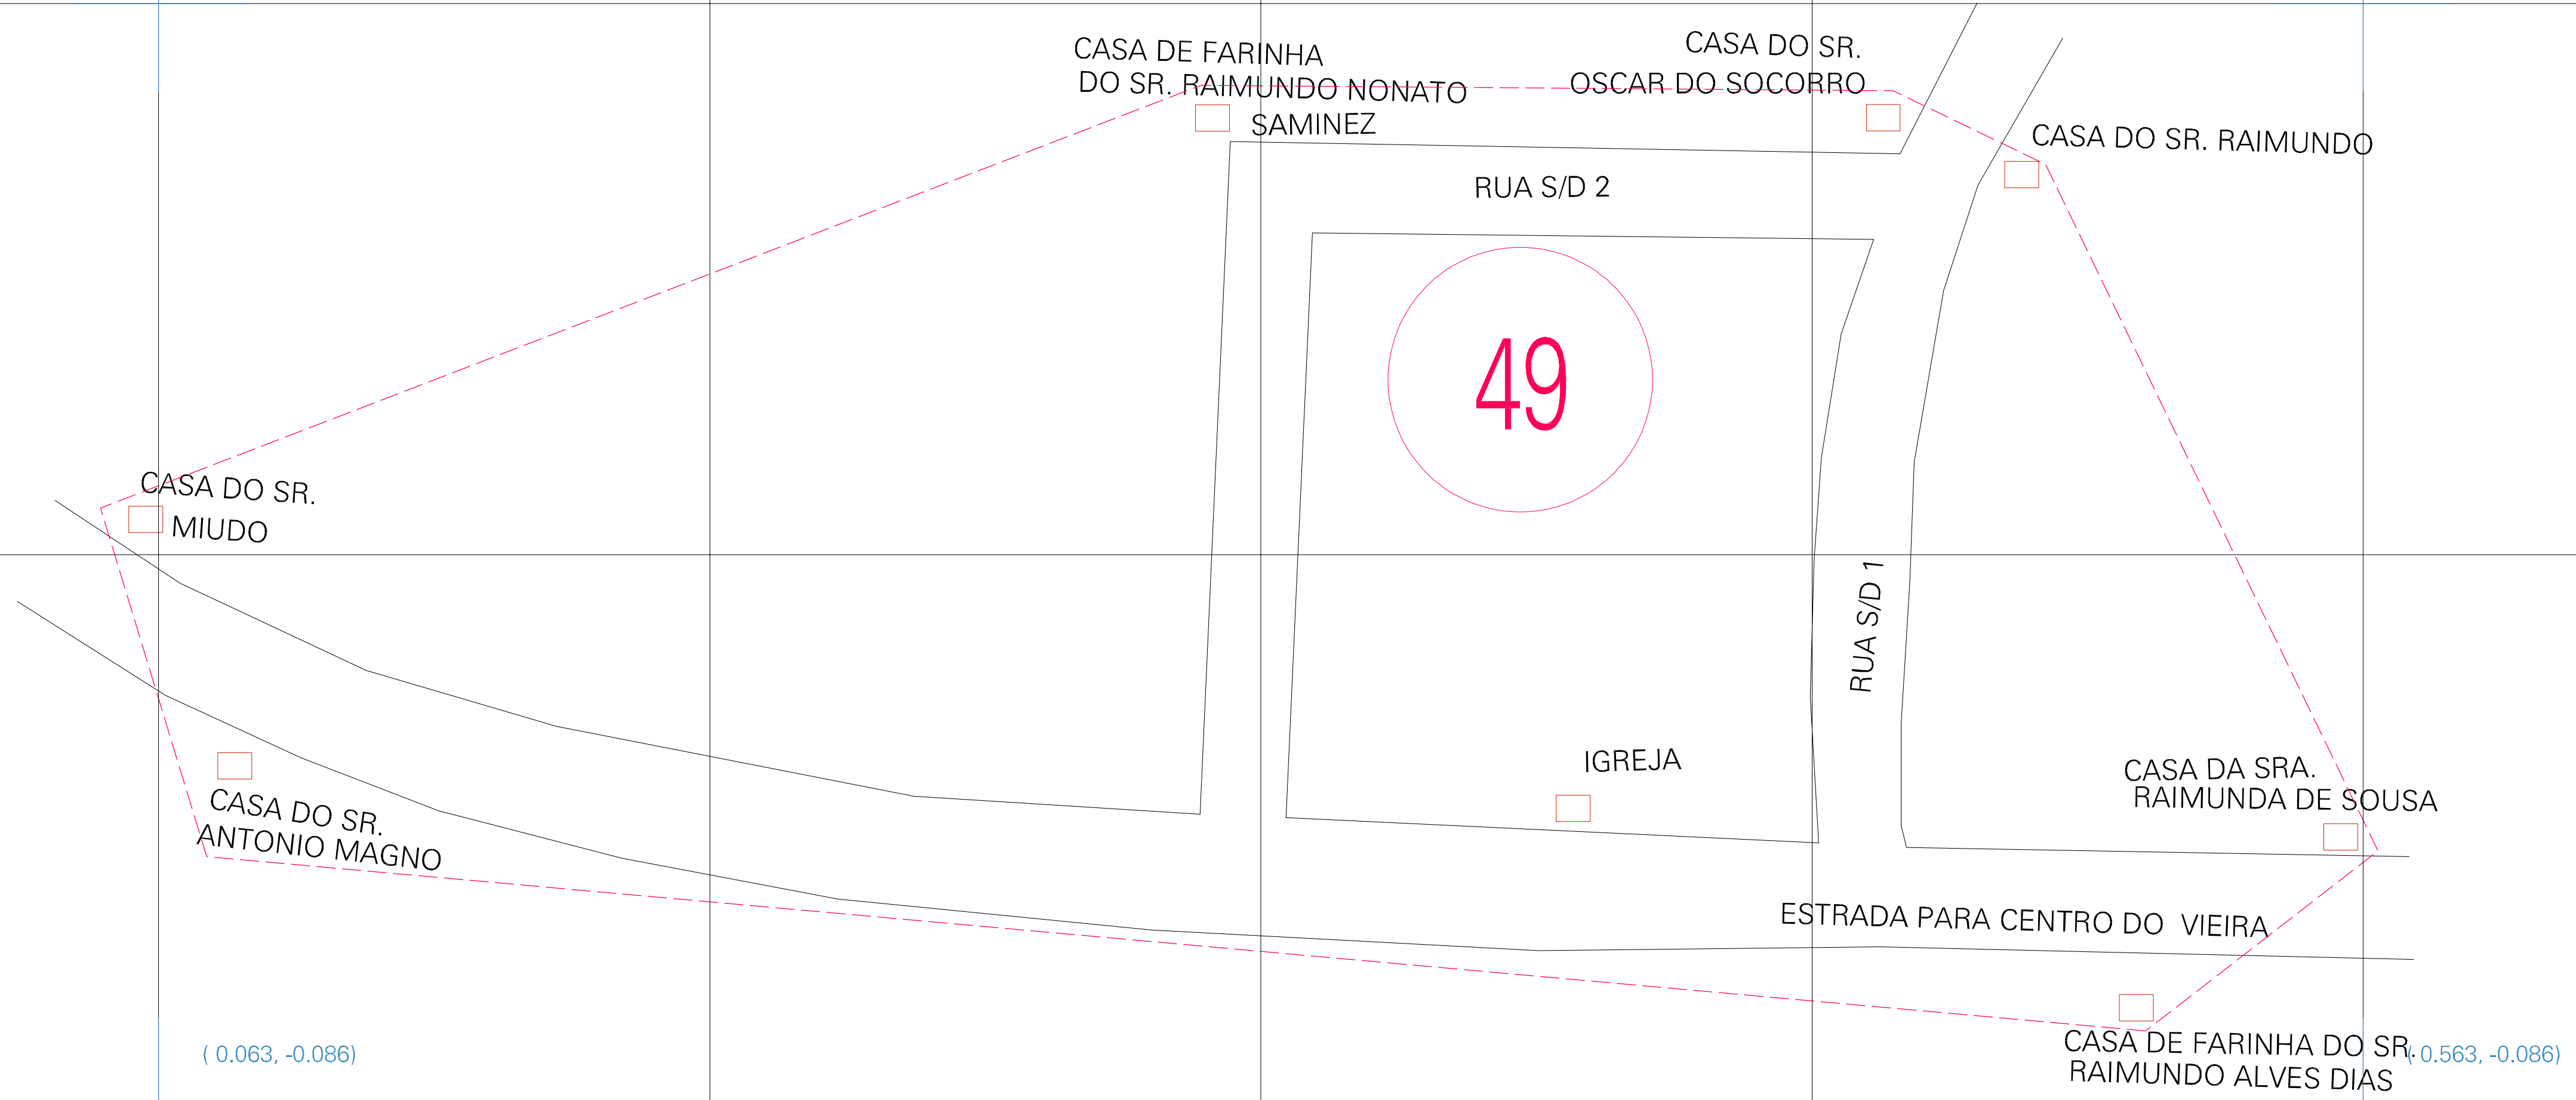 CASA DE FARINHA
DO SR. RAIMUNDO NONATO
SAMINEZ
CASA DO SR.
OSCAR DO SOCORRO
CASA DO SR. RAIMUNDO
RUA S/D 2
49
CASA DO SR.
MIUDO
RUA S/D 1
IGREJA
CASA DA SRA.
RAIMUNDA DE SOUSA
CASA DO SR.
ANTONIO MAGNO
ESTRADA PARA CENTRO DO  VIEIRA
CASA DE FARINHA DO SR.
RAIMUNDO ALVES DIAS
( 0.063, -0.086)
( 0.563, -0.086)